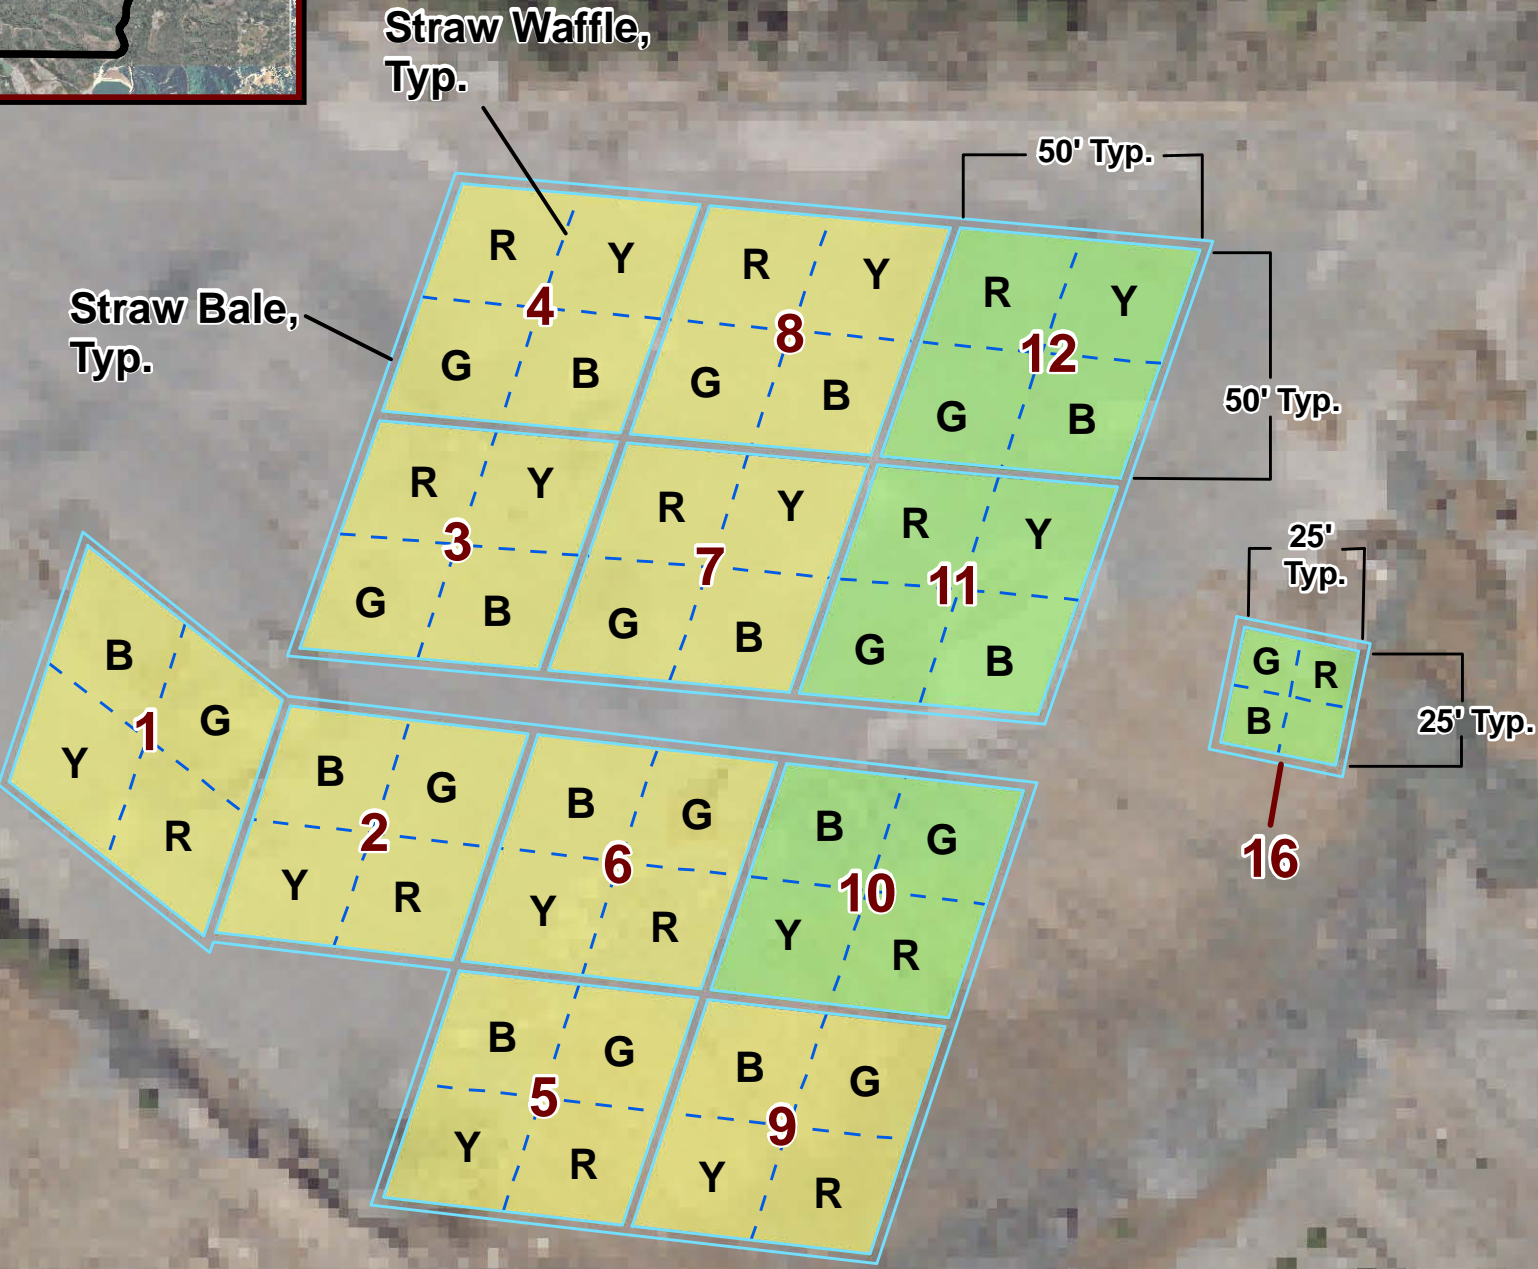 Straw Waffle,
Typ.
50' Typ.
R Y
4
G B
R Y
8
G B
R Y
12
G B
50' Typ.
Straw Bale,
Typ.
R Y
3
G B
R Y
7
G B
R Y
11
G B
25'
Typ.
G R
B
25' Typ.
16
B
1 G
Y
R
B G
2
Y R
B G
6
Y R
B G
10
Y R
B G
5
Y R
B G
9
Y R